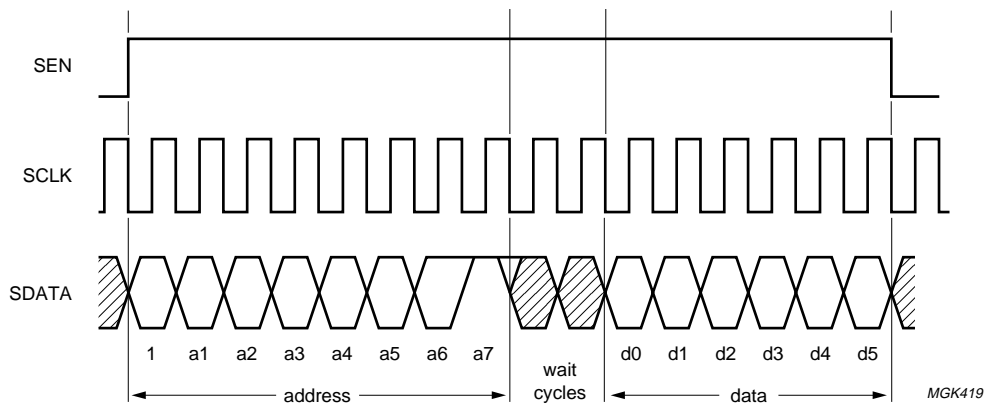 SEN
SCLK
SDATA
1 a1 a2 a3 a4 a5 a6 a7 d0 d1 d2 d3 d4 d5
wait
cycles
address data
MGK419